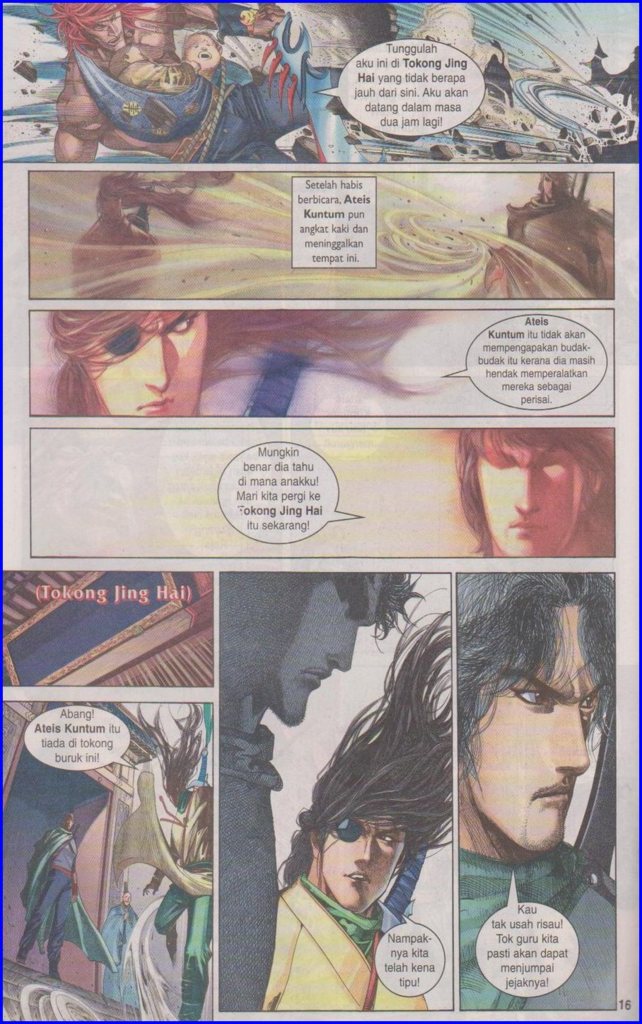 Tunggulah
aku ini di Tokong Jing
Hai yang tidak berapa
jauh dari sini. Aku akan
datang dalam masa
dua jam lagi!
Setelah habis
berbicara, Ateis
Kuntum pun
angkat kaki dan
meninggalkan
tempat ini.
Ateis
Kuntum itu tidak akan
mempengapakan budak-
budak itu kerana dia masih
hendak memperalatkan
mereka sebagai
perisai.
Mungkin
benar dia tahu
di mana anakku!
Mari kita pergi ke
Tokong Jing Hai
itu sekarang!
(Tokong Jing Hai)
Abang!
Ateis Kuntum itu
tiada di tokong
buruk ini!
Nampak-
nya kita
telah kena
tipu!
Kau
tak usah risau!
Tok guru kita
pasti akan dapat
menjumpai
jejaknya!
16